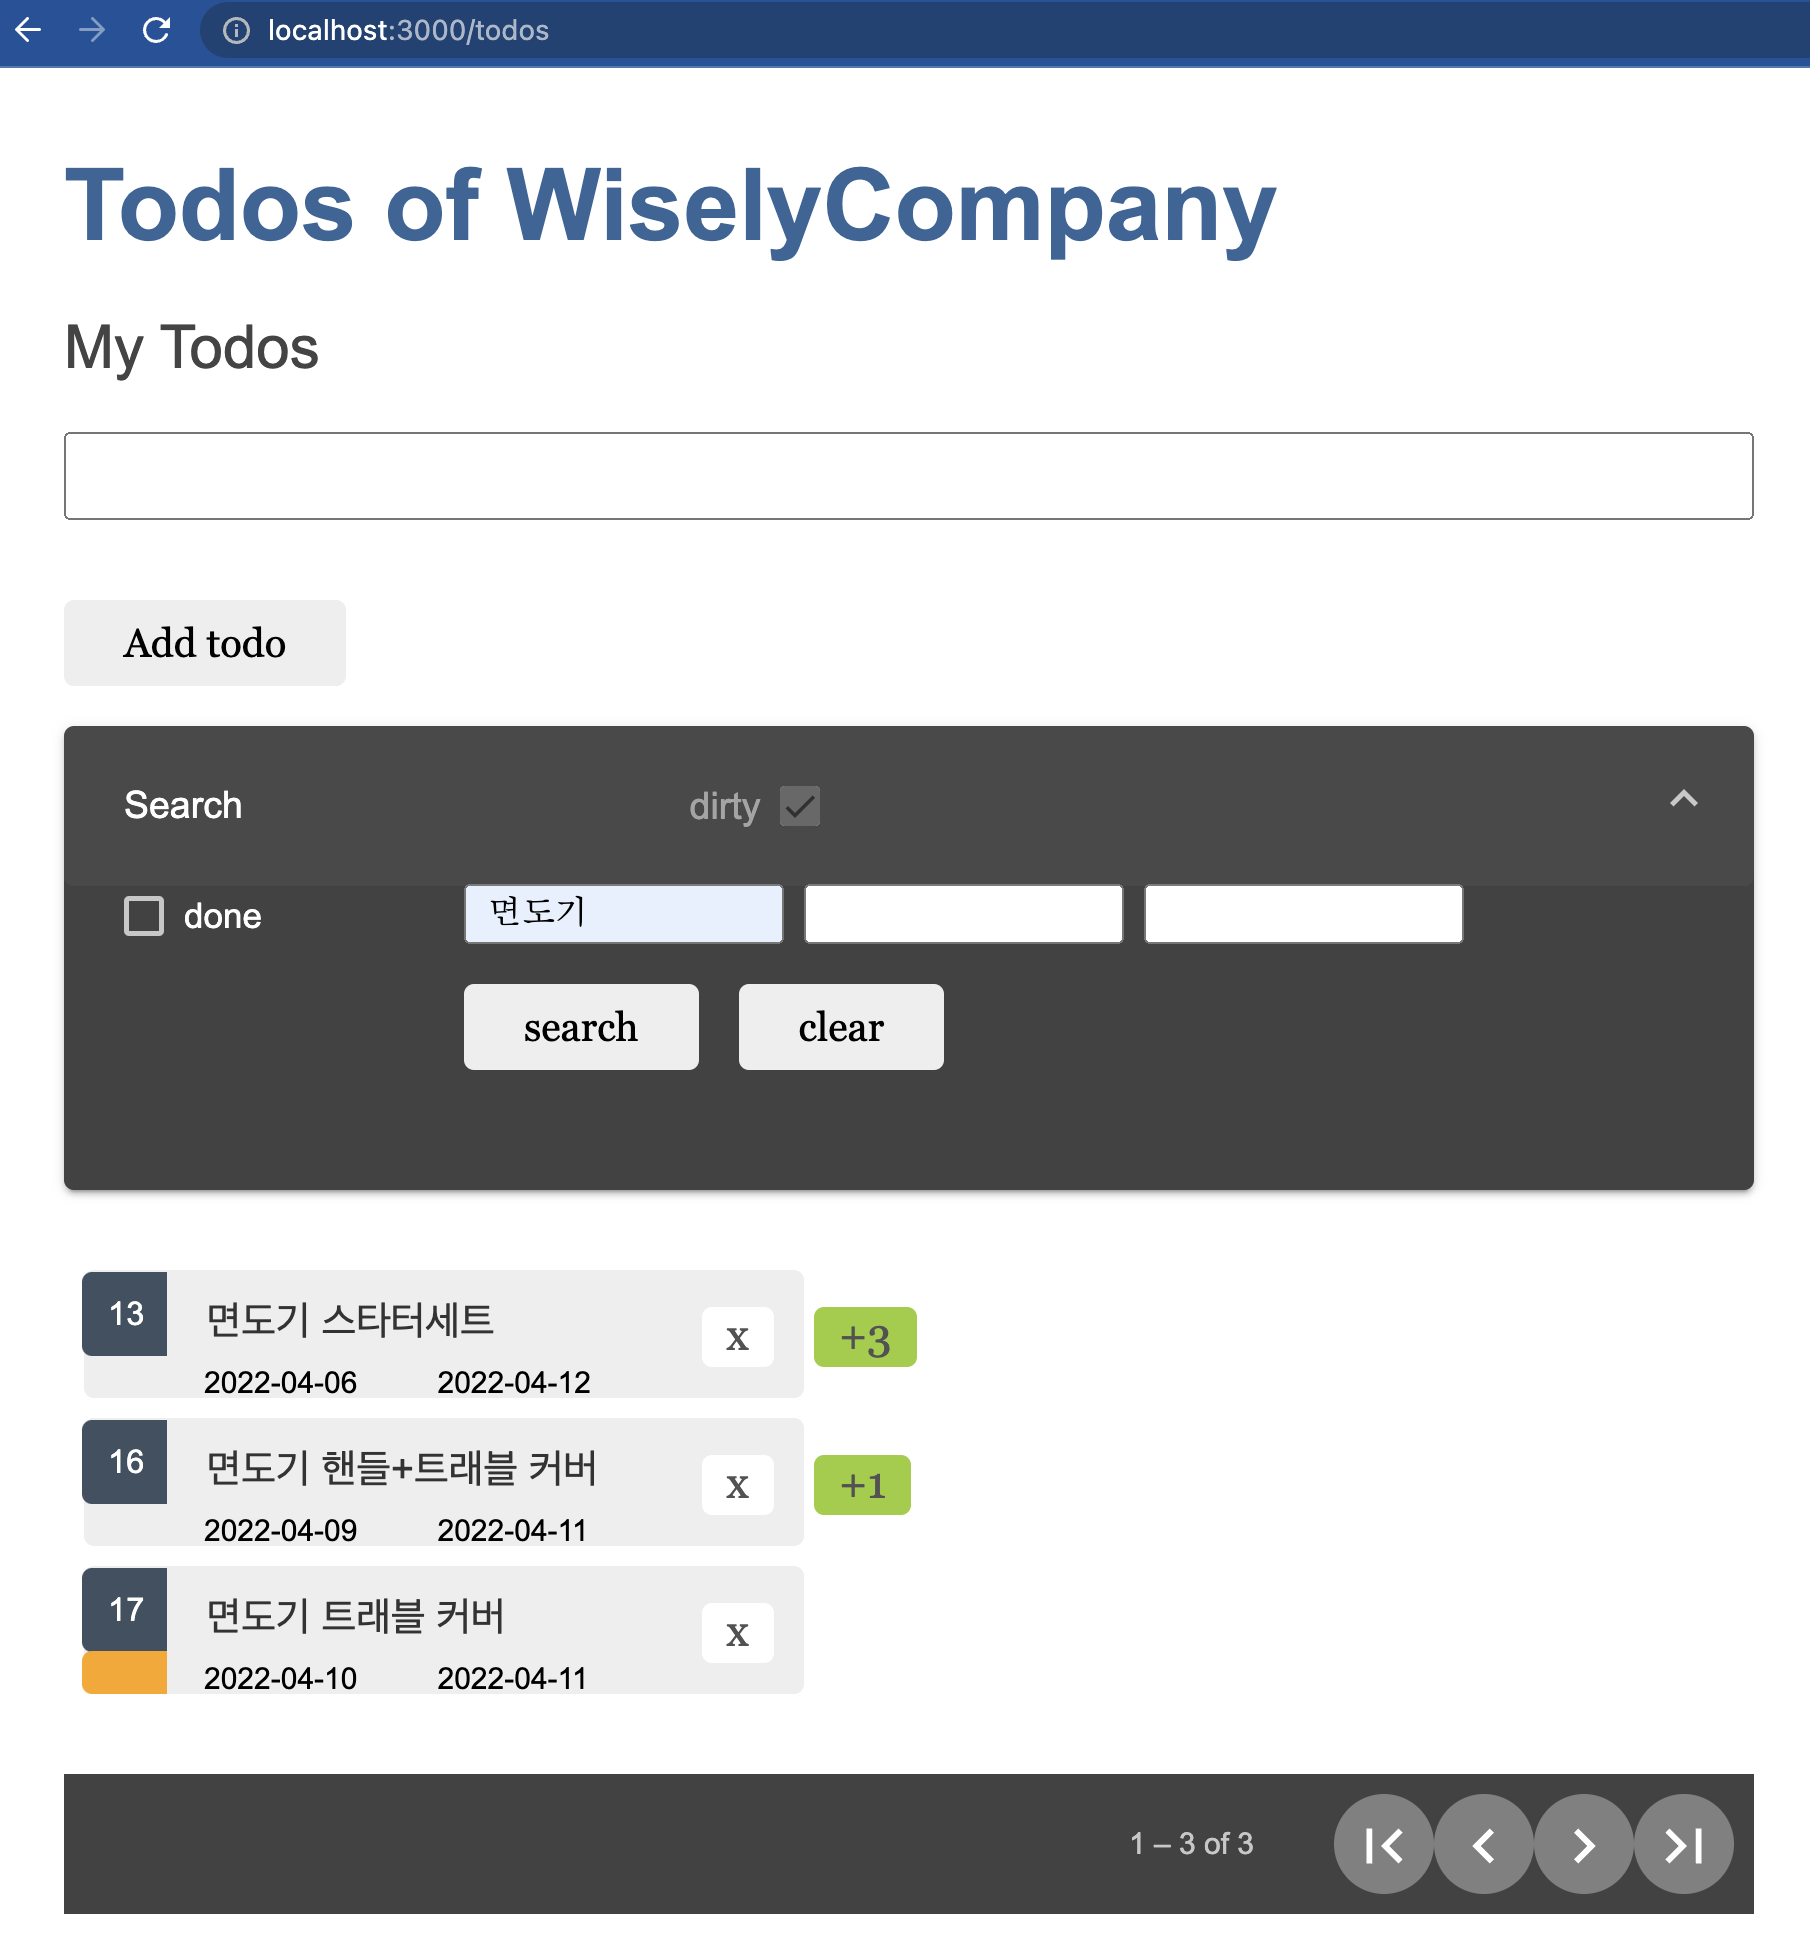 localhost:3000/todos
Todos of WiselyCompany
My Todos
Add todo
Search dirty
done 면도기
search clear
13 면도기 스타터세트 x +3
2022-04-06 2022-04-12
16 면도기 핸들+트래블 커버 x +1
2022-04-09 2022-04-11
17 면도기 트래블 커버 x
2022-04-10 2022-04-11
1 – 3 of 3